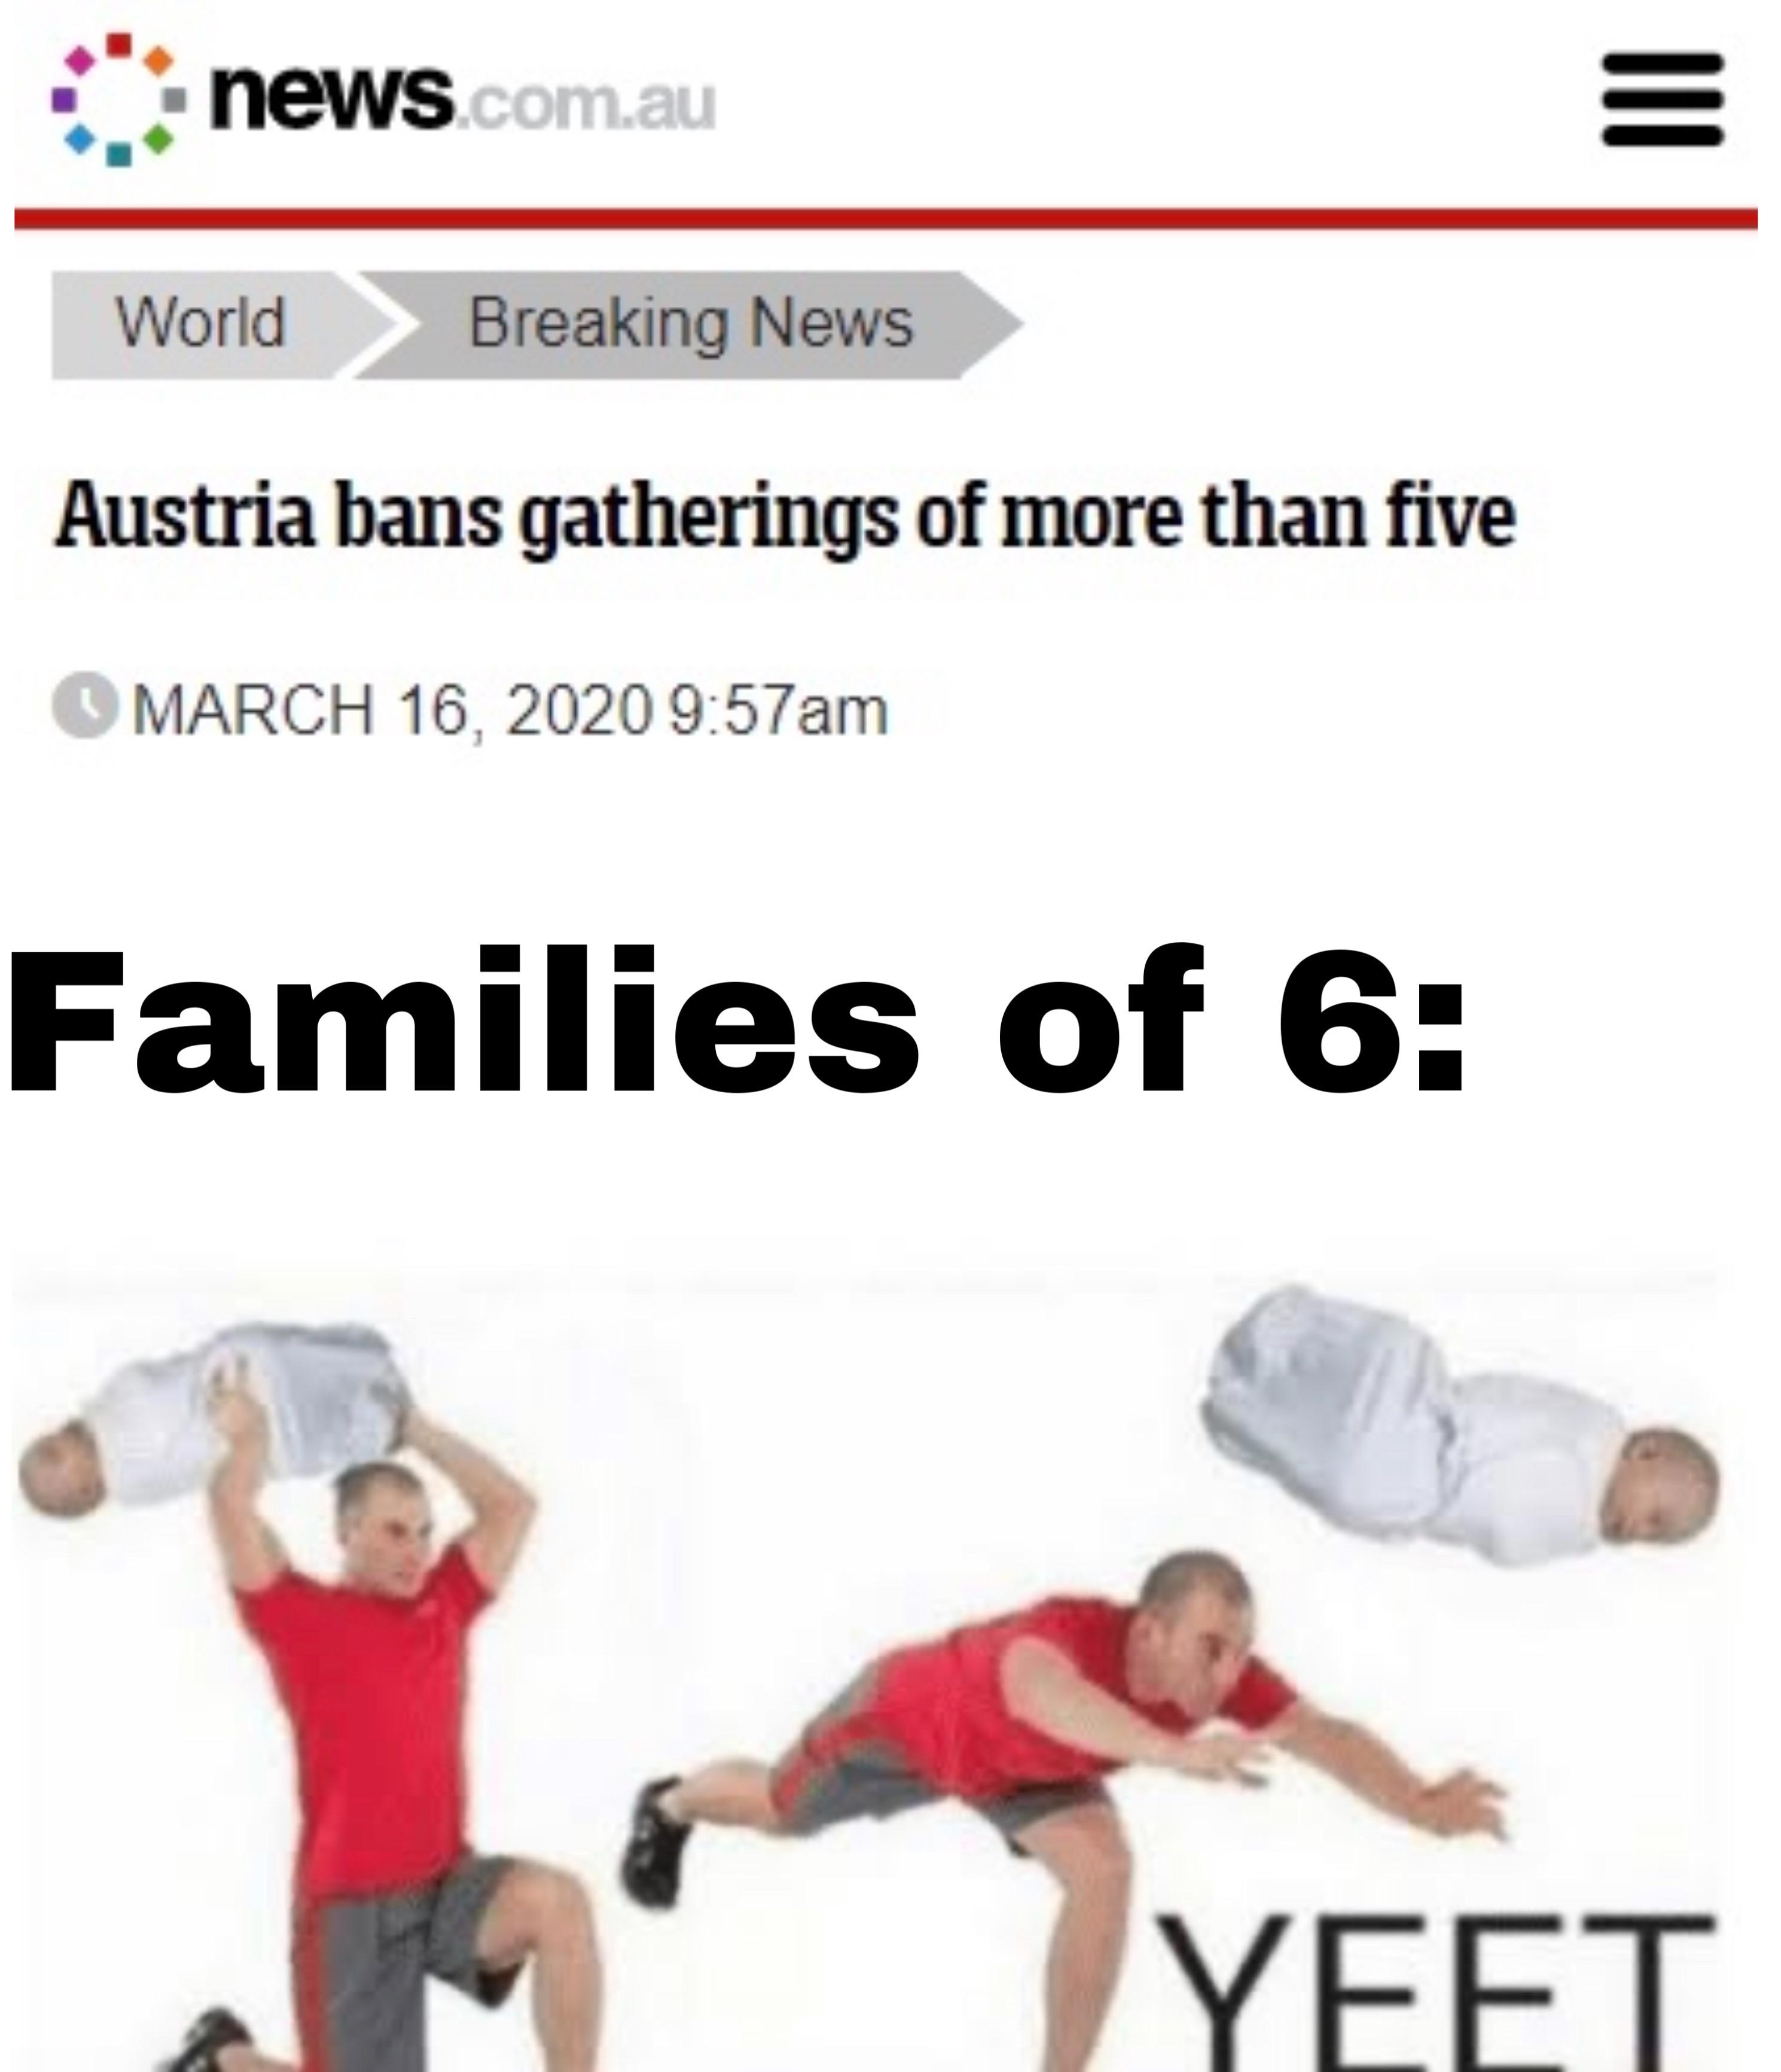 news.com.au
World Breaking News
Austria bans gatherings of more than five
MARCH 16, 2020 9:57am
Families of 6:
YEET